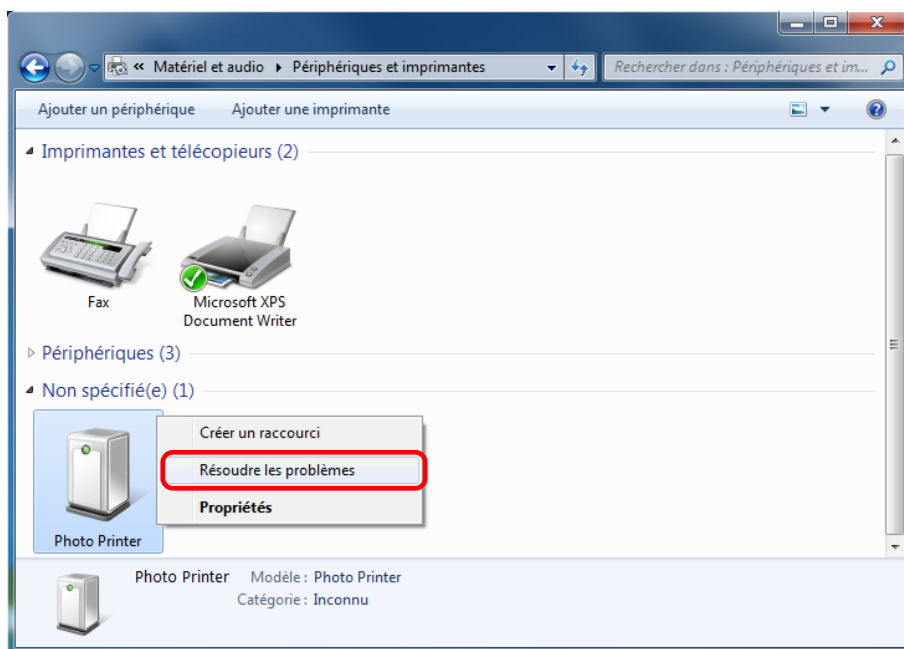 « Matériel et audio ▸ Périphériques et imprimantes
Rechercher dans : Périphériques et im...
Ajouter un périphérique Ajouter une imprimante
Imprimantes et télécopieurs (2)
Fax
Microsoft XPS
Document Writer
Périphériques (3)
Non spécifié(e) (1)
Créer un raccourci
Résoudre les problèmes
Propriétés
Photo Printer
Photo Printer Modèle : Photo Printer
Catégorie : Inconnu